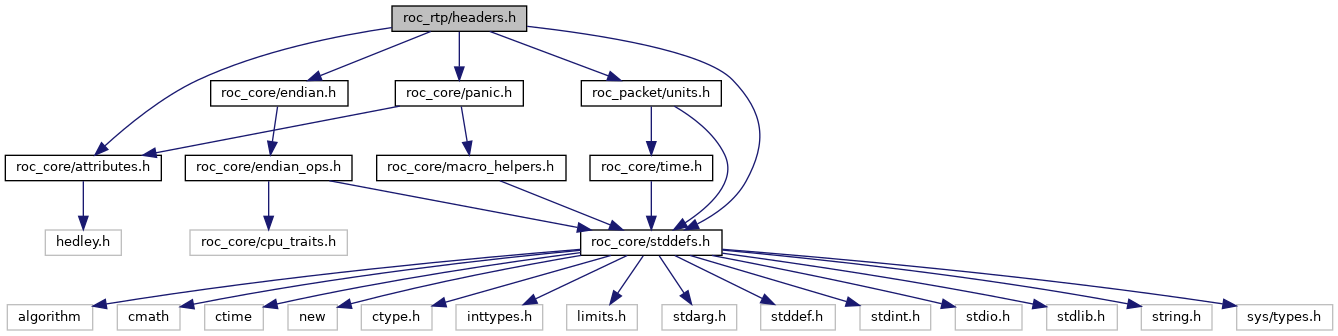 roc_rtp/headers.h
roc_core/endian.h
roc_core/panic.h
roc_packet/units.h
roc_core/attributes.h
roc_core/endian_ops.h
roc_core/macro_helpers.h
roc_core/time.h
hedley.h
roc_core/cpu_traits.h
roc_core/stddefs.h
algorithm
cmath
ctime
new
ctype.h
inttypes.h
limits.h
stdarg.h
stddef.h
stdint.h
stdio.h
stdlib.h
string.h
sys/types.h